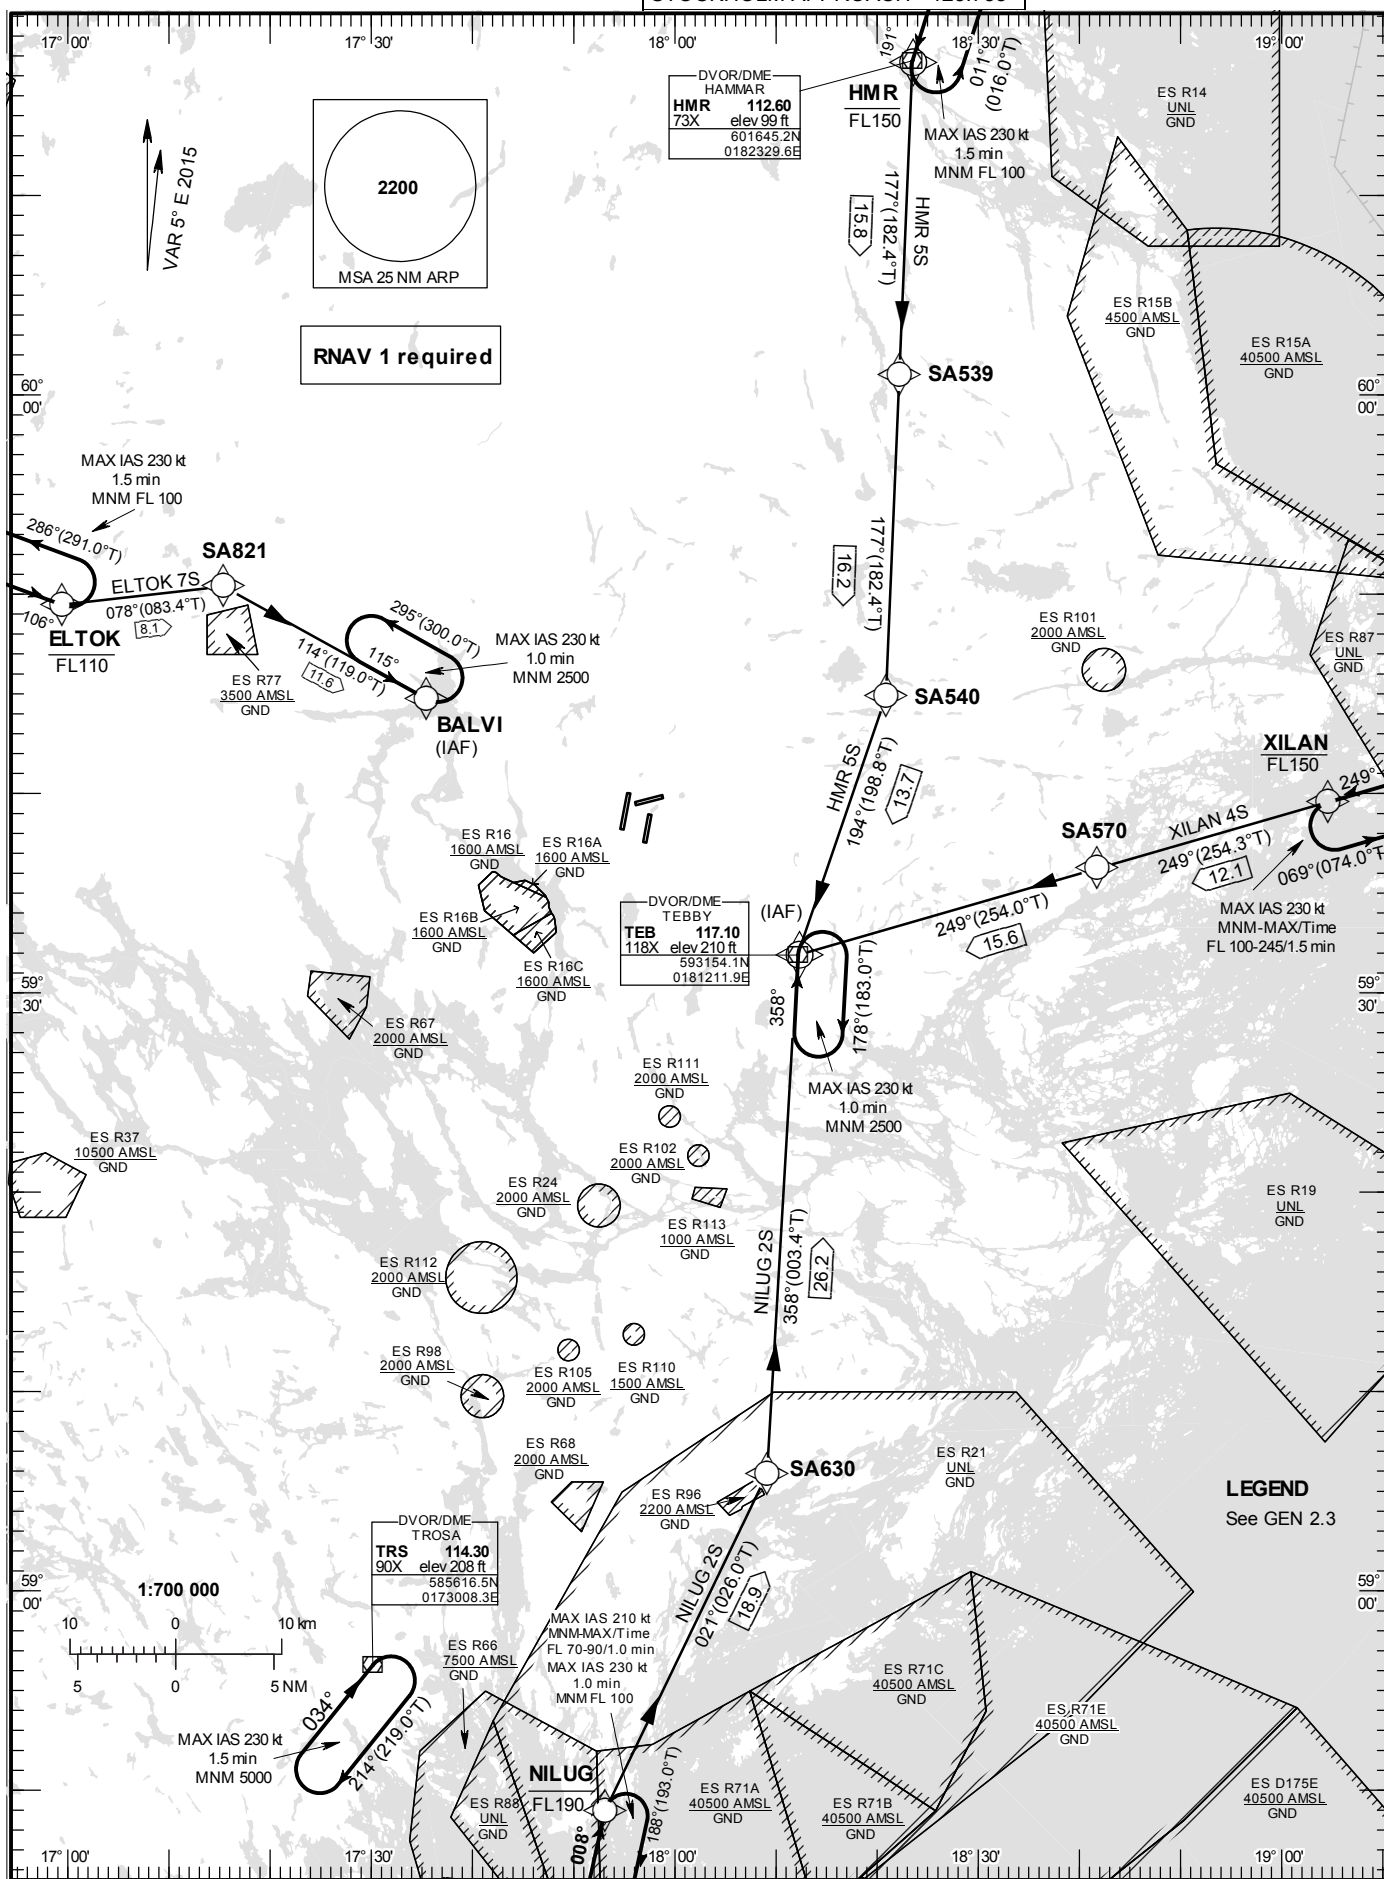 17° 00'
17° 30'
18° 00'
18° 30'
19° 00'
191°
011°
(016.0°T)
DVOR/DME
HAMMAR
HMR 112.60
73X elev 99 ft
601645.2N
0182329.6E
HMR
FL150
MAX IAS 230 kt
1.5 min
MNM FL 100
ES R14
UNL
GND
VAR 5° E 2015
2200
MSA 25 NM ARP
RNAV 1 required
15.8
177°(182.4°T)
HMR 5S
ES R15B
4500 AMSL
GND
ES R15A
40500 AMSL
GND
SA539
60°
00'
60°
00'
MAX IAS 230 kt
1.5 min
MNM FL 100
286°(291.0°T)
SA821
ELTOK 7S
078°(083.4°T)
8.1
106°
ELTOK
FL110
295°(300.0°T)
115°
114°(119.0°T)
11.6
MAX IAS 230 kt
1.0 min
MNM 2500
ES R77
3500 AMSL
GND
BALVI
(IAF)
16.2
177°(182.4°T)
ES R101
2000 AMSL
GND
ES R87
UNL
GND
SA540
XILAN
FL150
249°
HMR 5S
194°(198.8°T)
13.7
SA570
XILAN 4S
249°(254.3°T)
12.1
069°(074.0°T
MAX IAS 230 kt
MNM-MAX/Time
FL 100-245/1.5 min
249°(254.0°T)
15.6
ES R16
1600 AMSL
GND
ES R16A
1600 AMSL
GND
ES R16B
1600 AMSL
GND
ES R16C
1600 AMSL
GND
DVOR/DME
TEBBY
TEB 117.10
118X elev 210 ft
593154.1N
0181211.9E
(IAF)
358°
178°(183.0°T)
MAX IAS 230 kt
1.0 min
MNM 2500
59°
30'
59°
30'
ES R67
2000 AMSL
GND
ES R111
2000 AMSL
GND
ES R102
2000 AMSL
GND
ES R37
10500 AMSL
GND
ES R24
2000 AMSL
GND
ES R113
1000 AMSL
GND
ES R19
UNL
GND
NILUG 2S
358°(003.4°T)
26.2
ES R112
2000 AMSL
GND
ES R98
2000 AMSL
GND
ES R105
2000 AMSL
GND
ES R110
1500 AMSL
GND
ES R68
2000 AMSL
GND
SA630
ES R96
2200 AMSL
GND
ES R21
UNL
GND
LEGEND
See GEN 2.3
DVOR/DME
TROSA
TRS 114.30
90X elev 208 ft
585616.5N
0173008.3E
59°
00'
59°
00'
1:700 000
10 0 10 km
5 0 5 NM
NILUG 2S
021°(026.0°T)
18.9
MAX IAS 210 kt
MNM-MAX/Time
FL 70-90/1.0 min
MAX IAS 230 kt
1.0 min
MNM FL 100
ES R66
7500 AMSL
GND
034°
214°(219.0°T)
MAX IAS 230 kt
1.5 min
MNM 5000
ES R71C
40500 AMSL
GND
ES R71E
40500 AMSL
GND
NILUG
FL190
188°(193.0°T)
008°
ES R88
UNL
GND
ES R71A
40500 AMSL
GND
ES R71B
40500 AMSL
GND
ES D175E
40500 AMSL
GND
17° 00'
17° 30'
18° 00'
18° 30'
19° 00'